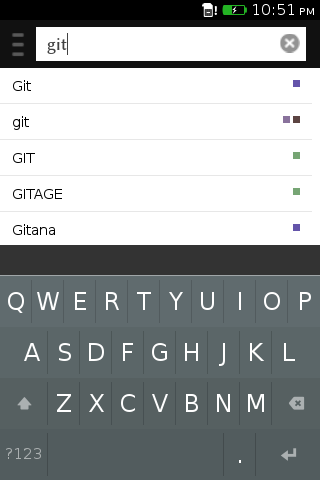 10:51 PM
git
Git
git
GIT
GITAGE
Gitana
Q W E R T Y U I O P
A S D F G H J K L
Z X C V B N M
?123 .